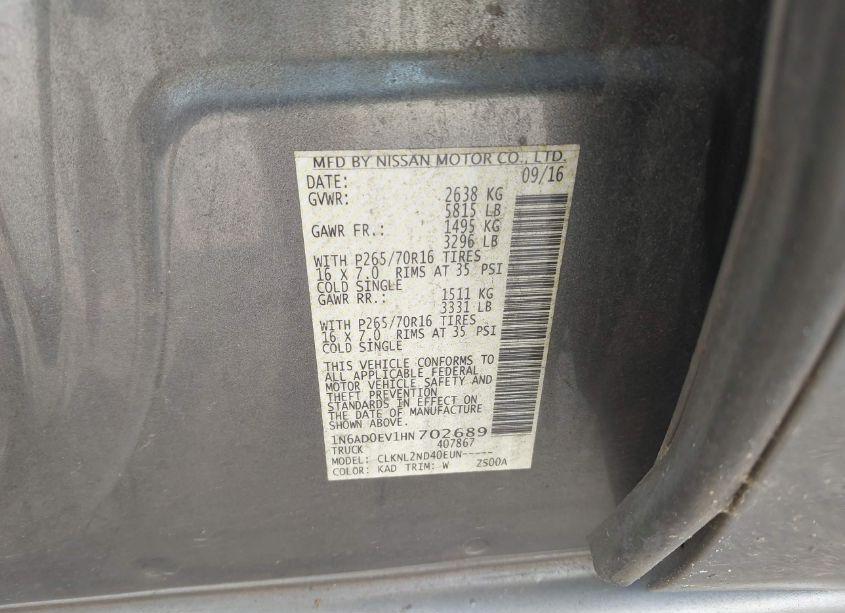 MFD BY NISSAN MOTOR CO., LTD.
DATE: 09/16
GVWR: 2638 KG
5815 LB
GAWR FR.: 1495 KG
3296 LB
WITH P265/70R16 TIRES
16 X 7.0 RIMS AT 35 PSI
COLD SINGLE
GAWR RR.: 1511 KG
3331 LB
WITH P265/70R16 TIRES
16 X 7.0 RIMS AT 35 PSI
COLD SINGLE
THIS VEHICLE CONFORMS TO
ALL APPLICABLE FEDERAL
MOTOR VEHICLE SAFETY AND
THEFT PREVENTION
STANDARDS IN EFFECT ON
THE DATE OF MANUFACTURE
SHOWN ABOVE.
1N6AD0EV1HN702689
TRUCK 407867
MODEL: CLKNL2ND40EUN-----
COLOR: KAD TRIM: W ZS00A